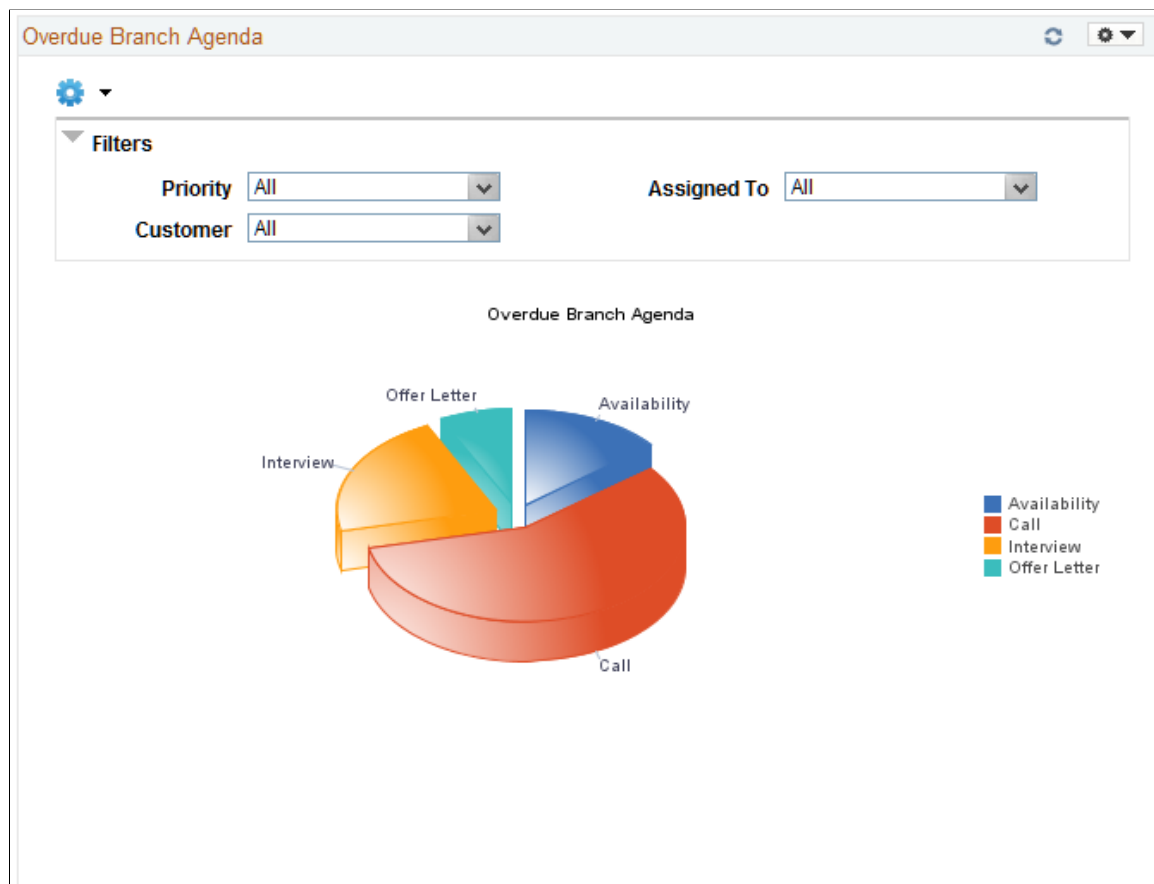 Overdue Branch Agenda
Filters
Priority All Assigned To All
Customer All
Overdue Branch Agenda
Offer Letter
Availability
Interview
Call
Availability
Call
Interview
Offer Letter